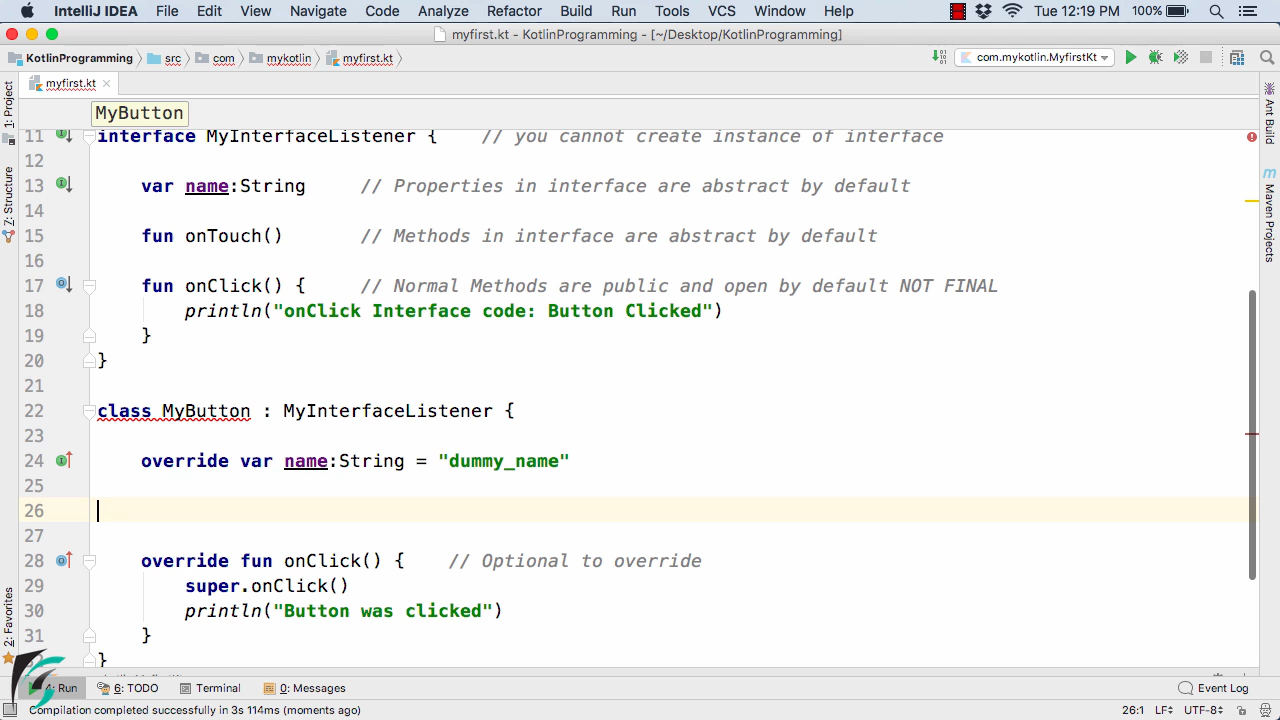 IntelliJ IDEA File Edit View Navigate Code Analyze Refactor Build Run Tools VCS Window Help Tue 12:19 PM 100%
myfirst.kt - KotlinProgramming - [~/Desktop/KotlinProgramming]
KotlinProgramming src com mykotlin myfirst.kt com.mykotlin.MyfirstKt
myfirst.kt
MyButton
1: Project
7: Structure
2: Favorites
Ant Build
Maven Projects
11 interface MyInterfaceListener { // you cannot create instance of interface
12
13 var name:String // Properties in interface are abstract by default
14
15 fun onTouch() // Methods in interface are abstract by default
16
17 fun onClick() { // Normal Methods are public and open by default NOT FINAL
18 println("onClick Interface code: Button Clicked")
19 }
20 }
21
22 class MyButton : MyInterfaceListener {
23
24 override var name:String = "dummy_name"
25
26
27
28 override fun onClick() { // Optional to override
29 super.onClick()
30 println("Button was clicked")
31 }
}
Run 6: TODO Terminal 0: Messages Event Log
Compilation completed successfully in 3s 114ms (moments ago) 26:1 LF UTF-8